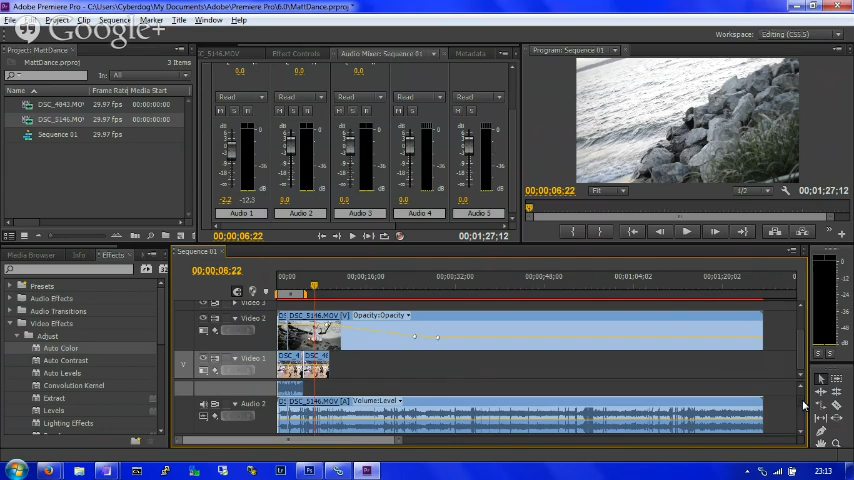 Adobe Premiere Pro - C:\Users\Cyberdog\My Documents\Adobe\Premiere Pro\6.0\MattDance.prproj *
File Edit Project Clip Sequence Marker Title Window Help
Google+
Workspace: Editing (CS5.5)
Project: MattDance
MattDance.prproj 3 Items
In: All
Name Frame Rate Media Start
DSC_4843.MOV 29.97 fps 00:00:00:00
DSC_5146.MOV 29.97 fps 00:00:00:00
Sequence 01 29.97 fps
_5146.MOV Effect Controls Audio Mixer: Sequence 01 Metadata
0.0 0.0 0.0
Read Read Read Read Read
M S M S M S M S M S
-2.2 -12.3 0.0 0.0 0.0 0.0
Audio 1 Audio 2 Audio 3 Audio 4 Audio 5
00;00;06;22 00;01;27;12
Program: Sequence 01
00;00;06;22 Fit 1/2 00;01;27;12
Media Browser Info Effects
Presets
Audio Effects
Audio Transitions
Video Effects
Adjust
Auto Color
Auto Contrast
Auto Levels
Convolution Kernel
Extract
Levels
Lighting Effects
Sequence 01
00;00;06;22
00;00 00;00;16;00 00;00;32;00 00;00;48;00 00;01;04;02 00;01;20;02
Video 3
Video 2
DSC_5146.MOV [V] Opacity:Opacity
V Video 1
DSC_4 DSC_48
Audio 2
DSC_5146.MOV [A] Volume:Level
S S
23:13